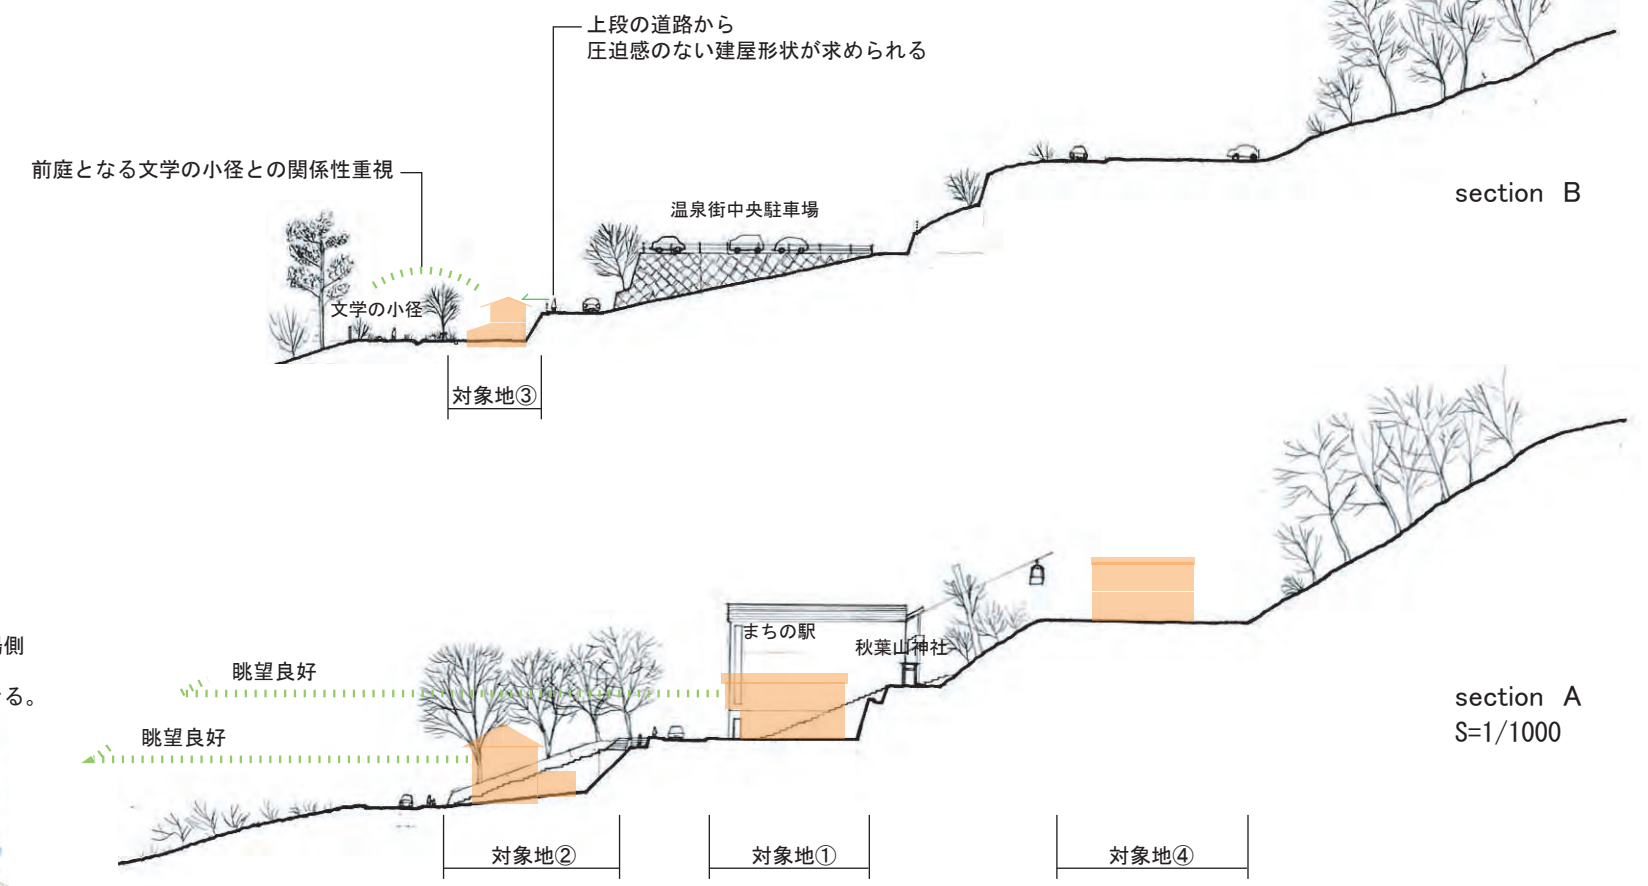 上段の道路から
圧迫感のない建屋形状が求められる
前庭となる文学の小径との関係性重視
温泉街中央駐車場
section B
文学の小径
対象地③
まちの駅
秋葉山神社
側
眺望良好
る。
section A
S=1/1000
眺望良好
対象地②
対象地①
対象地④